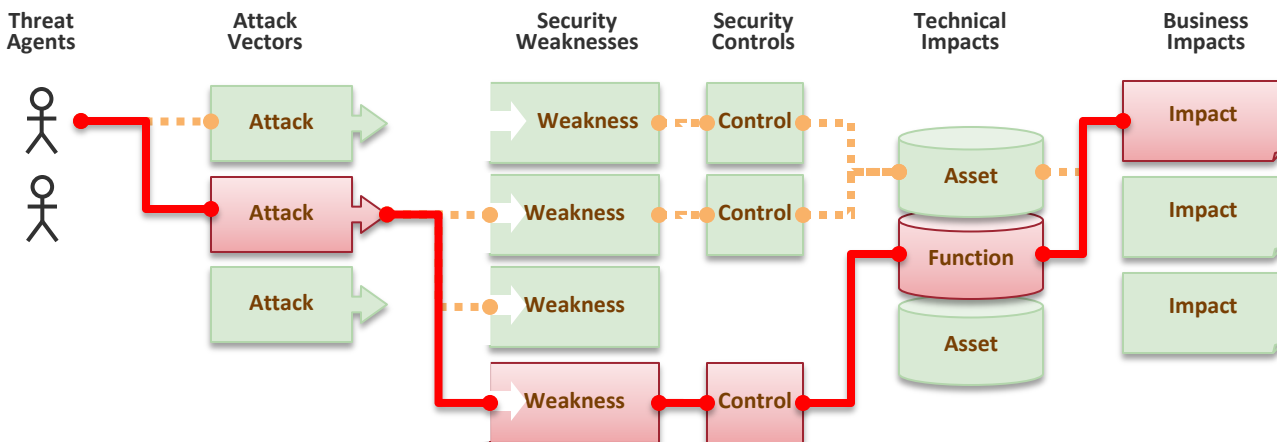 Threat
Agents
Attack
Vectors
Security
Weaknesses
Security
Controls
Technical
Impacts
Business
Impacts
Attack
Weakness
Control
Impact
Asset
Attack
Weakness
Control
Impact
Function
Attack
Weakness
Impact
Asset
Weakness
Control